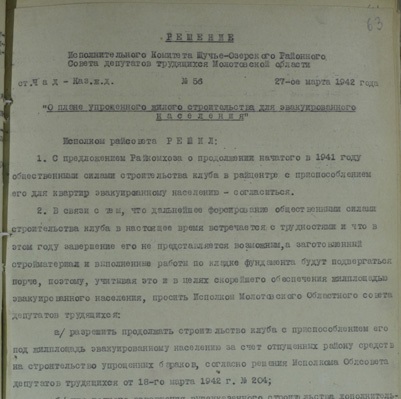 63
РЕШЕНИЕ
Исполнительного Комитета Щучье-Озерского Районного
Совета депутатов трудящихся Молотовской области
ст.Чад - Каз.ж.д. № 56 27-ое марта 1942 года
"О плане упрощенного жилого строительства для эвакуированного
населения"
Исполком райсовета РЕШИЛ:
1. С предложением Райкомхоза о продолжении начатого в 1941 году
общественными силами строительства клуба в райцентре с приспособлением
его для квартир эвакуированному населению - согласиться.
2. В связи с тем, что дальнейшее форсирование общественными силами
строительства клуба в настоящее время встречается с трудностями и что в
этом году завершение его не представляется возможным, а заготовленный
стройматериал и выполненные работы по кладке фундамента будут подвергаться
порче, поэтому, учитывая это и в целях скорейшего обеспечения жилплощадью
эвакуированного населения, просить Исполком Молотовского Областного совета
депутатов трудящихся:
а/ разрешить продолжать строительство клуба с приспособлением его
под жилплощадь эвакуированному населению за счет отпущенных району средств
на строительство упрощенных бараков, согласно решения Исполкома Облсовета
депутатов трудящихся от 18-го марта 1942 г. № 204;